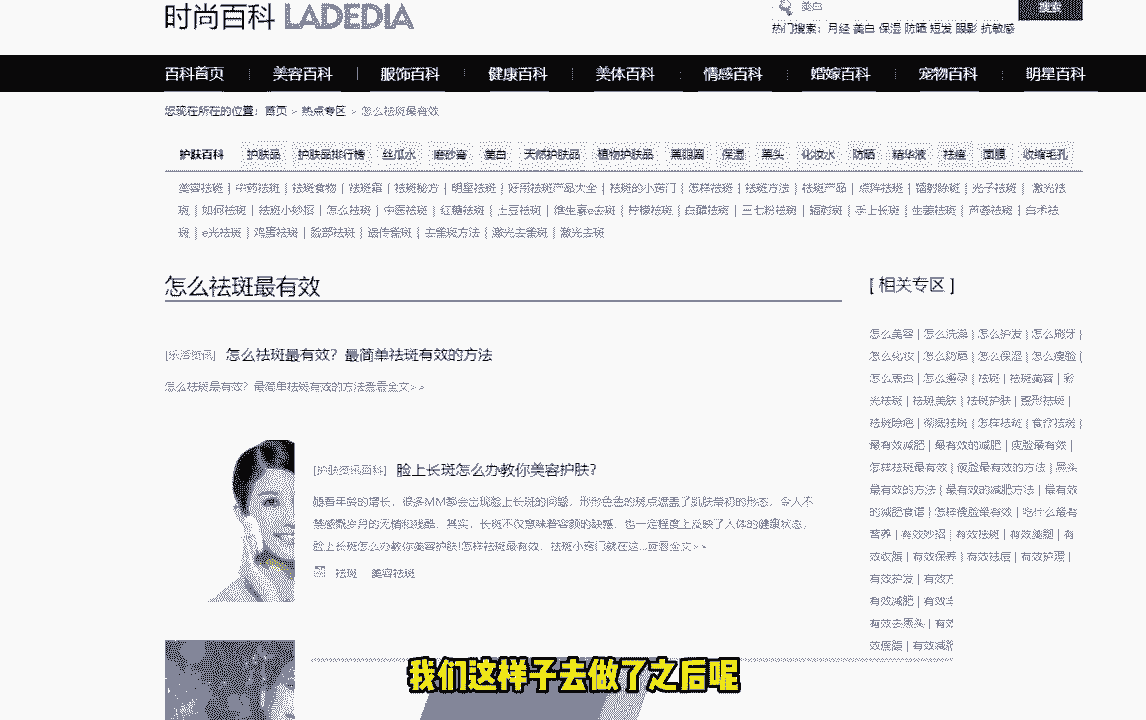 时尚百科 LADEDIA
美白
搜索
热门搜索：月经 美白 保湿 防晒 短发 眼影 抗敏感
百科首页 美容百科 服饰百科 健康百科 美体百科 情感百科 婚嫁百科 宠物百科 明星百科
您现在所在的位置：首页 > 热点专区 > 怎么祛斑最有效
护肤百科 护肤品 护肤品排行榜 丝瓜水 磨砂膏 美白 天然护肤品 植物护肤品 黑眼圈 保湿 黑头 化妆水 防晒 精华液 祛痘 面膜 收缩毛孔
美容祛斑 | 中药祛斑 | 祛斑食物 | 祛斑霜 | 祛斑秘方 | 明星祛斑 | 好用祛斑产品大全 | 祛斑的小窍门 | 怎样祛斑 | 祛斑方法 | 祛斑产品 | 点阵祛斑 | 镭射除斑 | 光子祛斑 | 激光祛
斑 | 如何祛斑 | 祛斑小妙招 | 怎么祛斑 | 中医祛斑 | 红糖祛斑 | 土豆祛斑 | 维生素e去斑 | 柠檬祛斑 | 白醋祛斑 | 三七粉祛斑 | 镭射斑 | 手上长斑 | 生姜祛斑 | 芦荟祛斑 | 白术祛
斑 | e光祛斑 | 鸡蛋祛斑 | 脸部祛斑 | 遗传雀斑 | 去雀斑方法 | 激光去雀斑 | 激光去斑
怎么祛斑最有效
[ 相关专区 ]
[乐活资讯] 怎么祛斑最有效？最简单祛斑有效的方法
怎么祛斑最有效？最简单祛斑有效的方法查看全文>>
[护肤资讯百科] 脸上长斑怎么办教你美容护肤?
随着年龄的增长，很多MM都会出现脸上长斑的问题，形形色色的斑点遮盖了肌肤最初的形态，令人不
禁感慨岁月的无情和残酷。其实，长斑不仅意味着容颜的缺憾，也一定程度上反映了人体的健康状态，
脸上长斑怎么办教你美容护肤!怎样祛斑最有效，祛斑小窍门就在这...查看全文>>
祛斑 美容祛斑
怎么美容 | 怎么洗澡 | 怎么护发 | 怎么刷牙 |
怎么化妆 | 怎么防晒 | 怎么保湿 | 怎么瘦脸 |
怎么美白 | 怎么避孕 | 祛斑 | 祛斑美容 | 彩
光祛斑 | 祛斑美肤 | 祛斑护肤 | 整形祛斑 |
祛斑除疤 | 彻底祛斑 | 怎样祛斑 | 食疗祛斑 |
最有效减肥 | 最有效的减肥 | 瘦脸最有效 |
怎样祛斑最有效 | 瘦脸最有效的方法 | 黑头
最有效的方法 | 最有效的减肥方法 | 最有效
的减肥食谱 | 怎样瘦脸最有效 | 吃什么最有
营养 | 有效妙招 | 有效祛斑 | 有效美腿 | 有
效收腹 | 有效保养 | 有效祛痘 | 有效护理 |
有效护发 | 有效
有效减肥 | 有效
有效去黑头 | 有效
效瘦腿 | 有效减
我们这样子去做了之后呢